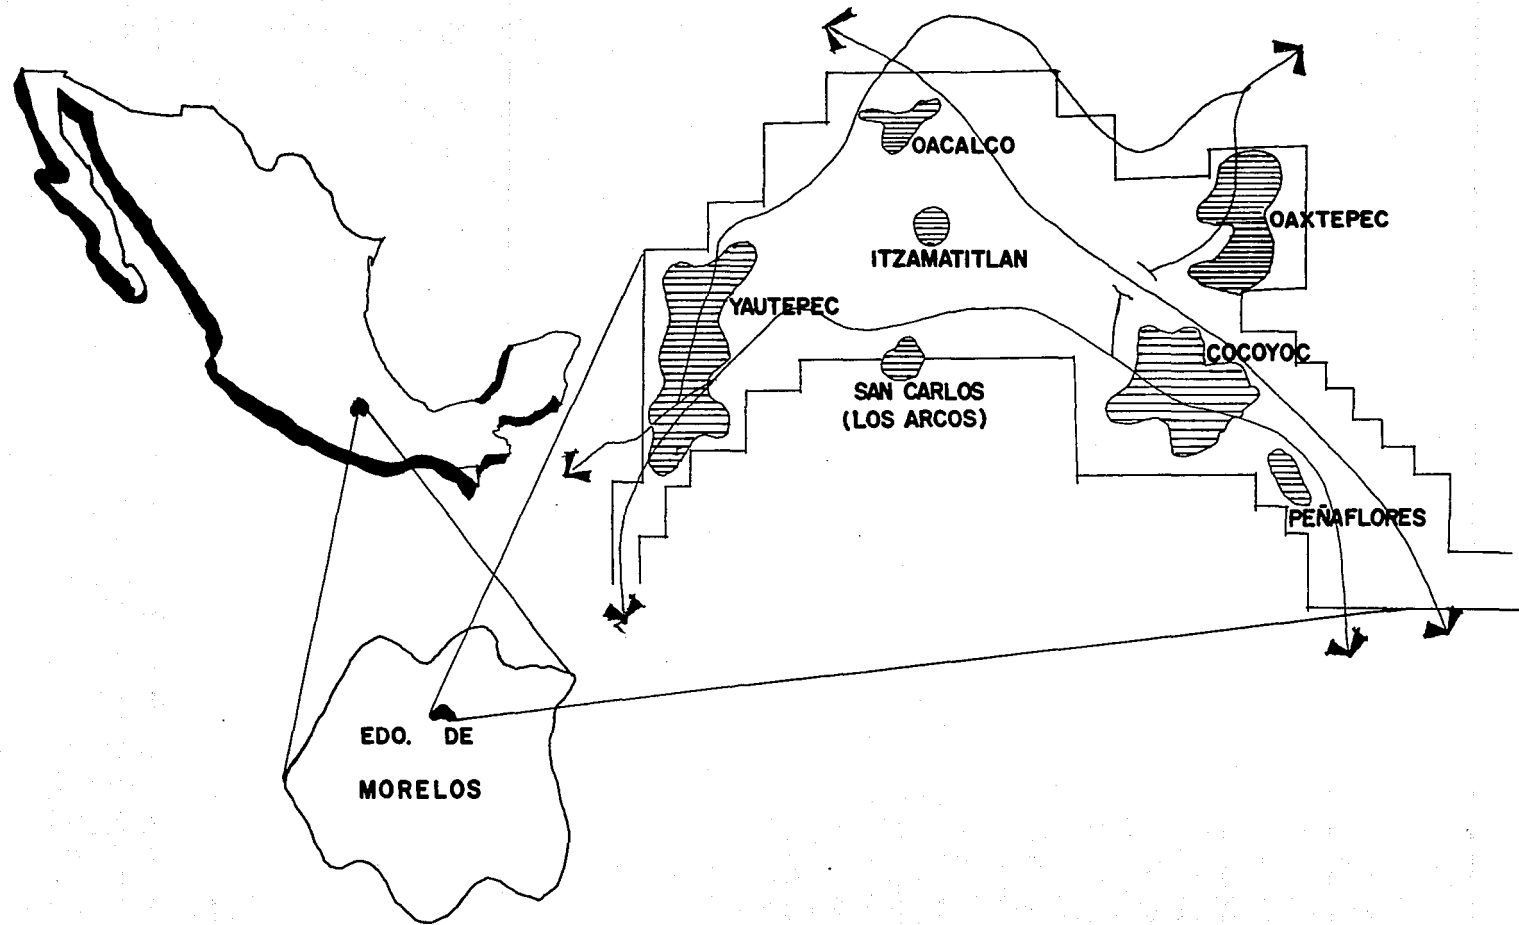 OACALCO
OAXTEPEC
ITZAMATITLAN
YAUTEPEC
COCOYOC
SAN CARLOS
(LOS ARCOS)
PEÑAFLORES
EDO. DE
MORELOS